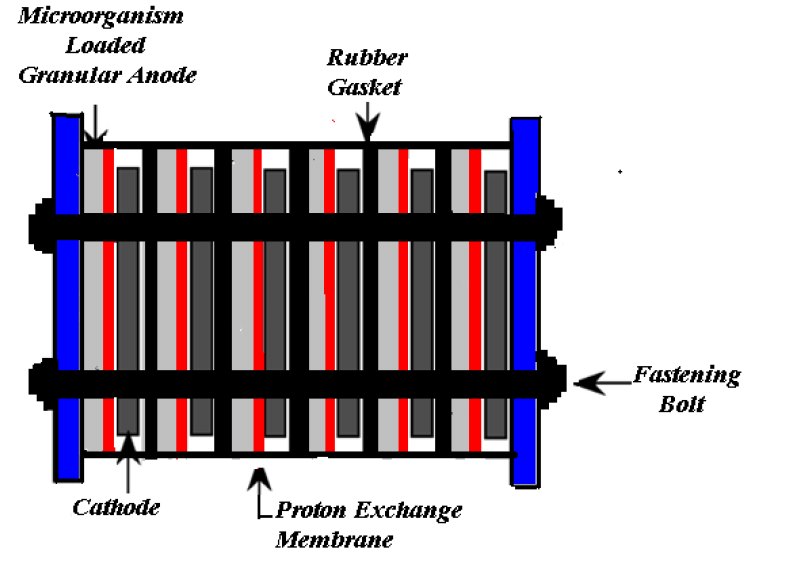 Microorganism
Loaded
Granular Anode
Rubber
Gasket
Fastening
Bolt
Cathode
Proton Exchange
Membrane